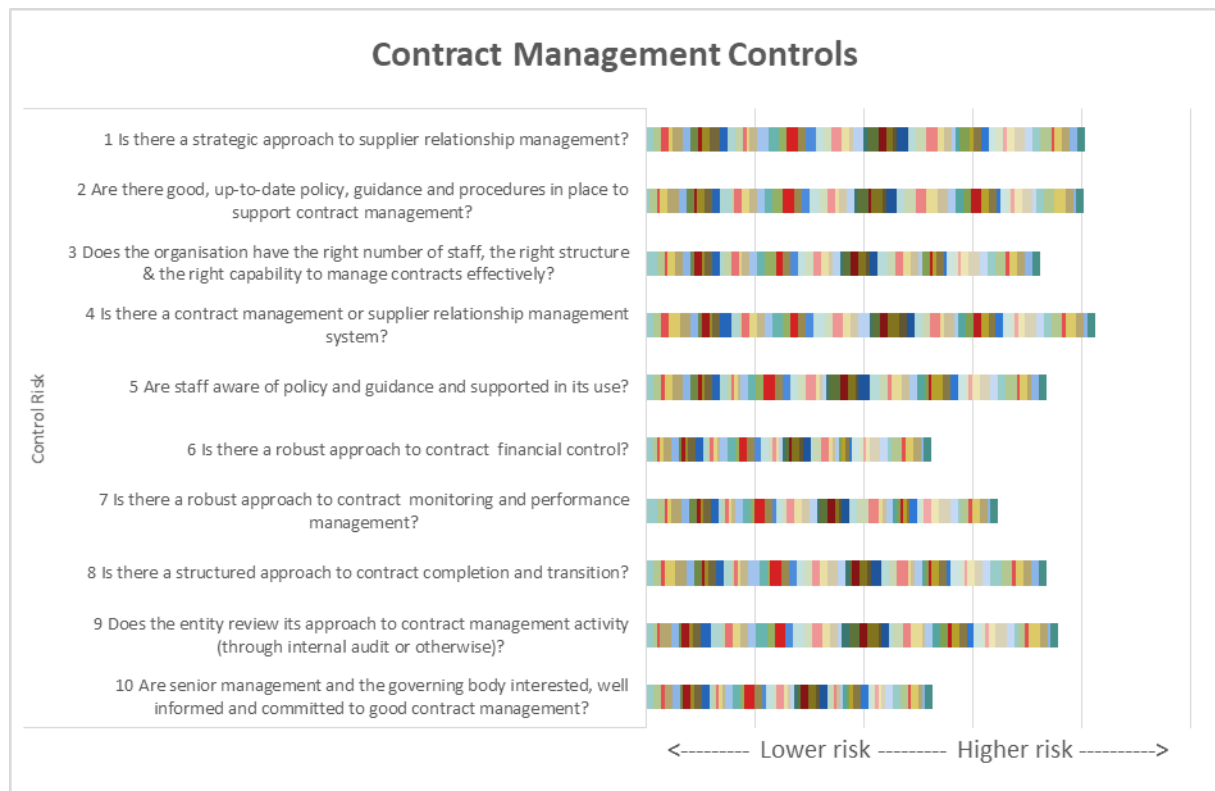 Contract Management Controls
1 Is there a strategic approach to supplier relationship management?
2 Are there good, up-to-date policy, guidance and procedures in place to
support contract management?
3 Does the organisation have the right number of staff, the right structure
& the right capability to manage contracts effectively?
4 Is there a contract management or supplier relationship management
system?
5 Are staff aware of policy and guidance and supported in its use?
6 Is there a robust approach to contract  financial control?
7 Is there a robust approach to contract  monitoring and performance
management?
8 Is there a structured approach to contract completion and transition?
9 Does the entity review its approach to contract management activity
(through internal audit or otherwise)?
10 Are senior management and the governing body interested, well
informed and committed to good contract management?
Control Risk
<--------- Lower risk --------- Higher risk ---------->